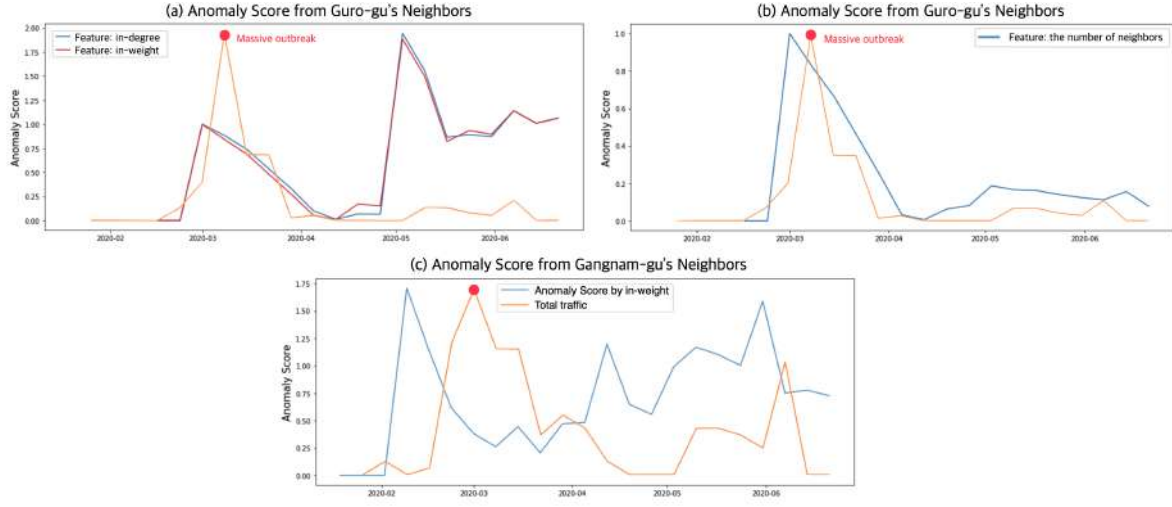 (a) Anomaly Score from Guro-gu's Neighbors
Feature: in-degree
Feature: in-weight
Massive outbreak
Anomaly Score
2.00
1.75
1.50
1.25
1.00
0.75
0.50
0.25
0.00
2020-02 2020-03 2020-04 2020-05 2020-06
(b) Anomaly Score from Guro-gu's Neighbors
Feature: the number of neighbors
Massive outbreak
Anomaly Score
1.0
0.8
0.6
0.4
0.2
0.0
2020-02 2020-03 2020-04 2020-05 2020-06
(c) Anomaly Score from Gangnam-gu's Neighbors
Anomaly Score by in-weight
Total traffic
Anomaly Score
1.75
1.50
1.25
1.00
0.75
0.50
0.25
0.00
2020-02 2020-03 2020-04 2020-05 2020-06